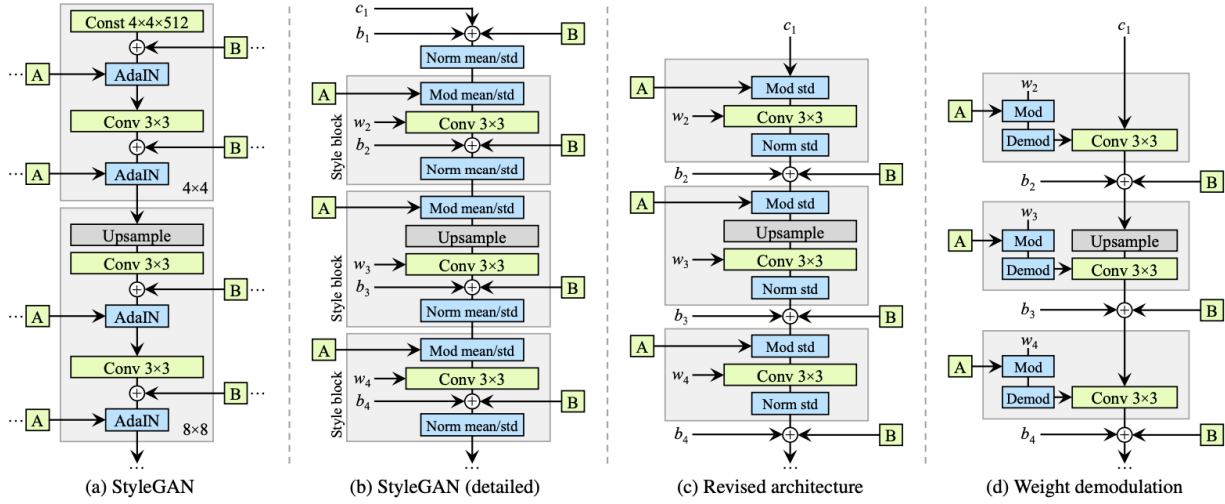 Const 4×4×512
B ...
... A
AdaIN
Conv 3×3
B ...
... A
AdaIN
4×4
Upsample
Conv 3×3
B ...
... A
AdaIN
Conv 3×3
B ...
... A
AdaIN
8×8
...
(a) StyleGAN
c1
b1
B
Norm mean/std
A
Mod mean/std
w2
Conv 3×3
b2
B
Norm mean/std
Style block
A
Mod mean/std
Upsample
w3
Conv 3×3
b3
B
Norm mean/std
Style block
A
Mod mean/std
w4
Conv 3×3
b4
B
Norm mean/std
Style block
...
(b) StyleGAN (detailed)
c1
A
Mod std
w2
Conv 3×3
Norm std
b2
B
A
Mod std
Upsample
w3
Conv 3×3
Norm std
b3
B
A
Mod std
w4
Conv 3×3
Norm std
b4
B
...
(c) Revised architecture
c1
w2
A
Mod
Demod
Conv 3×3
b2
B
w3
A
Mod
Upsample
Demod
Conv 3×3
b3
B
w4
A
Mod
Demod
Conv 3×3
b4
B
...
(d) Weight demodulation